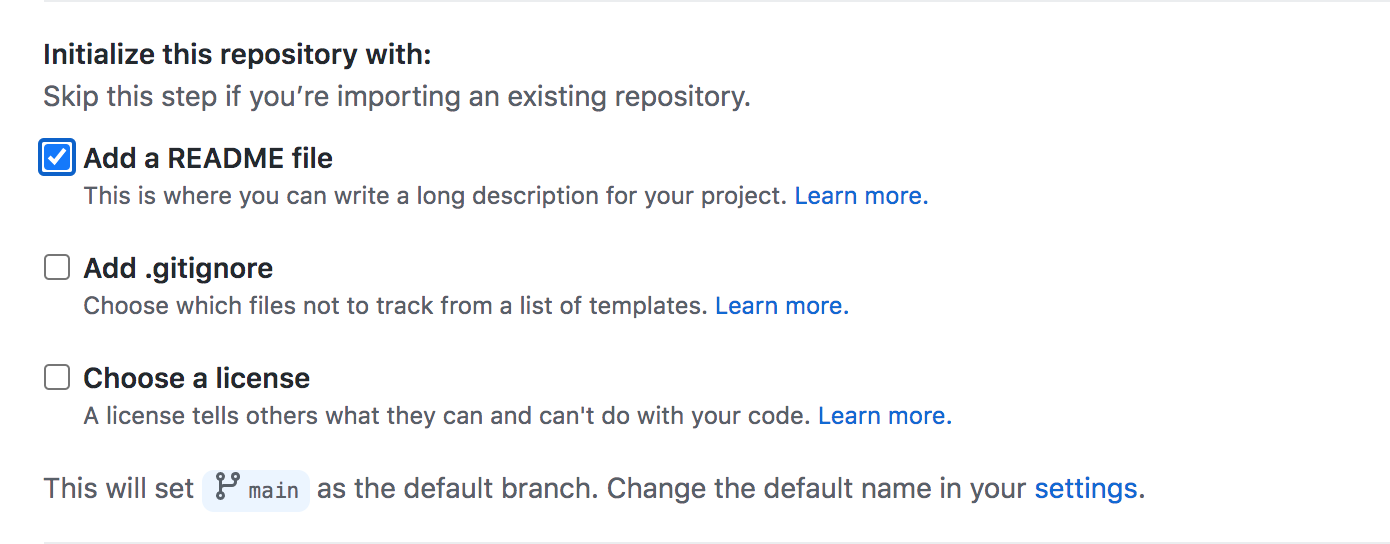 Initialize this repository with:
Skip this step if you’re importing an existing repository.
Add a README file
This is where you can write a long description for your project. Learn more.
Add .gitignore
Choose which files not to track from a list of templates. Learn more.
Choose a license
A license tells others what they can and can't do with your code. Learn more.
This will set main as the default branch. Change the default name in your settings.